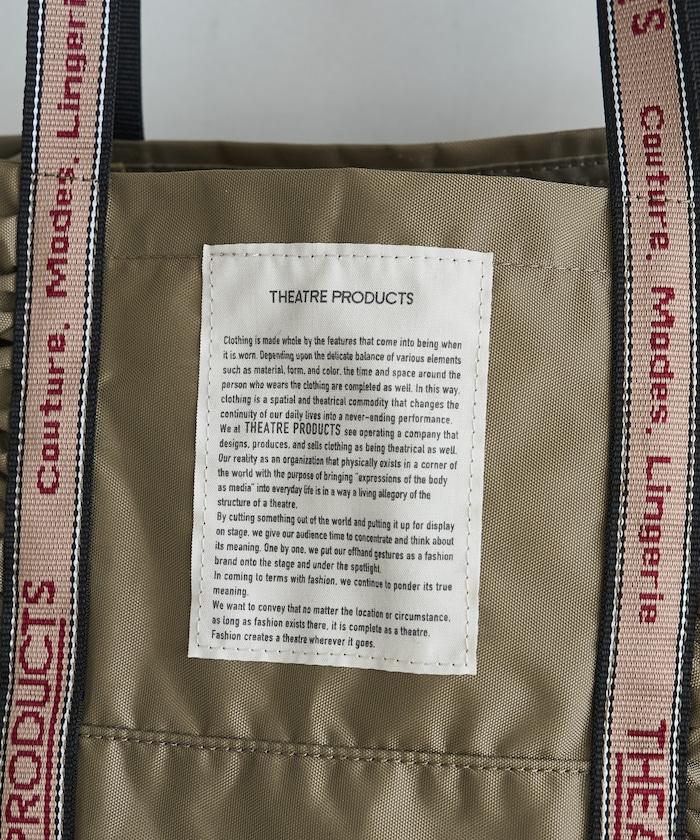 THEATRE PRODUCTS
Clothing is made whole by the features that come into being when
it is worn. Depending upon the delicate balance of various elements
such as material, form, and color, the time and space around the
person who wears the clothing are completed as well. In this way,
clothing is a spatial and theatrical commodity that changes the
continuity of our daily lives into a never-ending performance.
We at THEATRE PRODUCTS see operating a company that
designs, produces, and sells clothing as being theatrical as well.
Our reality as an organization that physically exists in a corner of
the world with the purpose of bringing "expressions of the body
as media" into everyday life is in a way a living allegory of the
structure of a theatre.
By cutting something out of the world and putting it up for display
on stage, we give our audience time to concentrate and think about
its meaning. One by one, we put our offhand gestures as a fashion
brand onto the stage and under the spotlight.
In coming to terms with fashion, we continue to ponder its true
meaning.
We want to convey that no matter the location or circumstance,
as long as fashion exists there, it is complete as a theatre.
Fashion creates a theatre wherever it goes.
PRODUCTS
Couture. Modes. Lingeri
TS
Couture. Modes. Lingerie
THEA